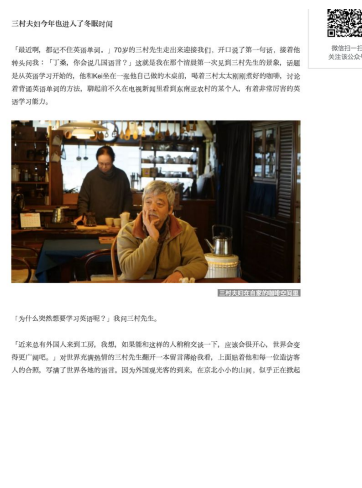 三村夫妇今年也进入了冬眠时间
微信扫一扫
关注该公众号
「最近啊，都记不住英语单词。」70岁的三村先生走出来迎接我们，开口说了第一句话，接着他
转头问我：「丁桑，你会说几国语言？」这就是我在那个清晨第一次见到三村先生的景象，话题
是从英语学习开始的，他和Kei坐在一张他自己做的木桌前，喝着三村太太刚刚煮好的咖啡，讨论
着背诵英语单词的方法，聊起前不久在电视新闻里看到东南亚农村的某个人，有着非常厉害的英
语学习能力。
三村夫妇在自家的咖啡空间里
「为什么突然想要学习英语呢？」我问三村先生。
「近来总有外国人来到工房，我想，如果能和这样的人稍稍交谈一下，应该会很开心，世界会变
得更广阔吧。」对世界充满热情的三村先生翻开一本留言簿给我看，上面贴着他和每一位造访客
人的合照，写满了世界各地的语言。因为外国观光客的到来，在京北小小的山间，似乎正在掀起